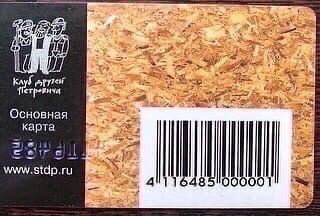 Клуб друзей
Петровича
Основная
карта
www.stdp.ru
4 116485 000001